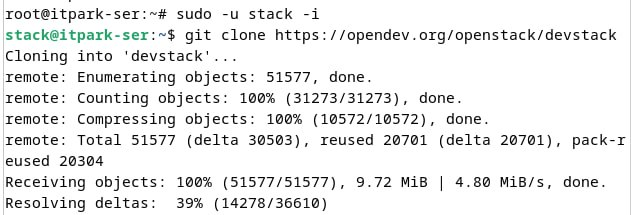 root@itpark-ser:~# sudo -u stack -i
stack@itpark-ser:~$ git clone https://opendev.org/openstack/devstack
Cloning into 'devstack'...
remote: Enumerating objects: 51577, done.
remote: Counting objects: 100% (31273/31273), done.
remote: Compressing objects: 100% (10572/10572), done.
remote: Total 51577 (delta 30503), reused 20701 (delta 20701), pack-r
eused 20304
Receiving objects: 100% (51577/51577), 9.72 MiB | 4.80 MiB/s, done.
Resolving deltas:  39% (14278/36610)